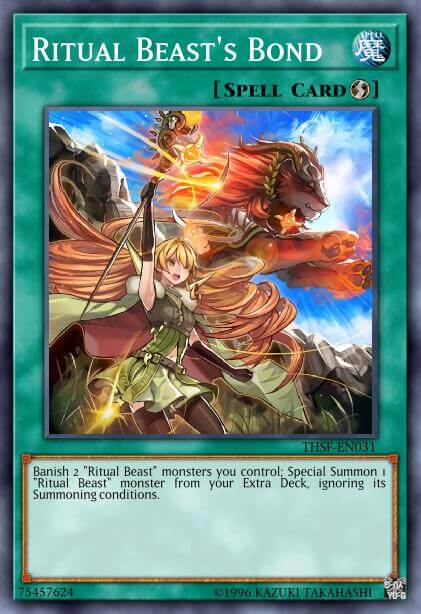 Ritual Beast's Bond
SPELL
魔
[Spell Card]
THSF-EN031
Banish 2 "Ritual Beast" monsters you control; Special Summon 1
"Ritual Beast" monster from your Extra Deck, ignoring its
Summoning conditions.
75457624
©1996 KAZUKI TAKAHASHI